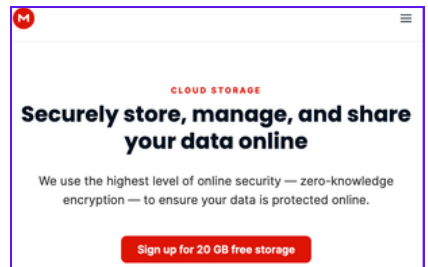 M
CLOUD STORAGE
Securely store, manage, and share
your data online
We use the highest level of online security — zero-knowledge
encryption — to ensure your data is protected online.
Sign up for 20 GB free storage